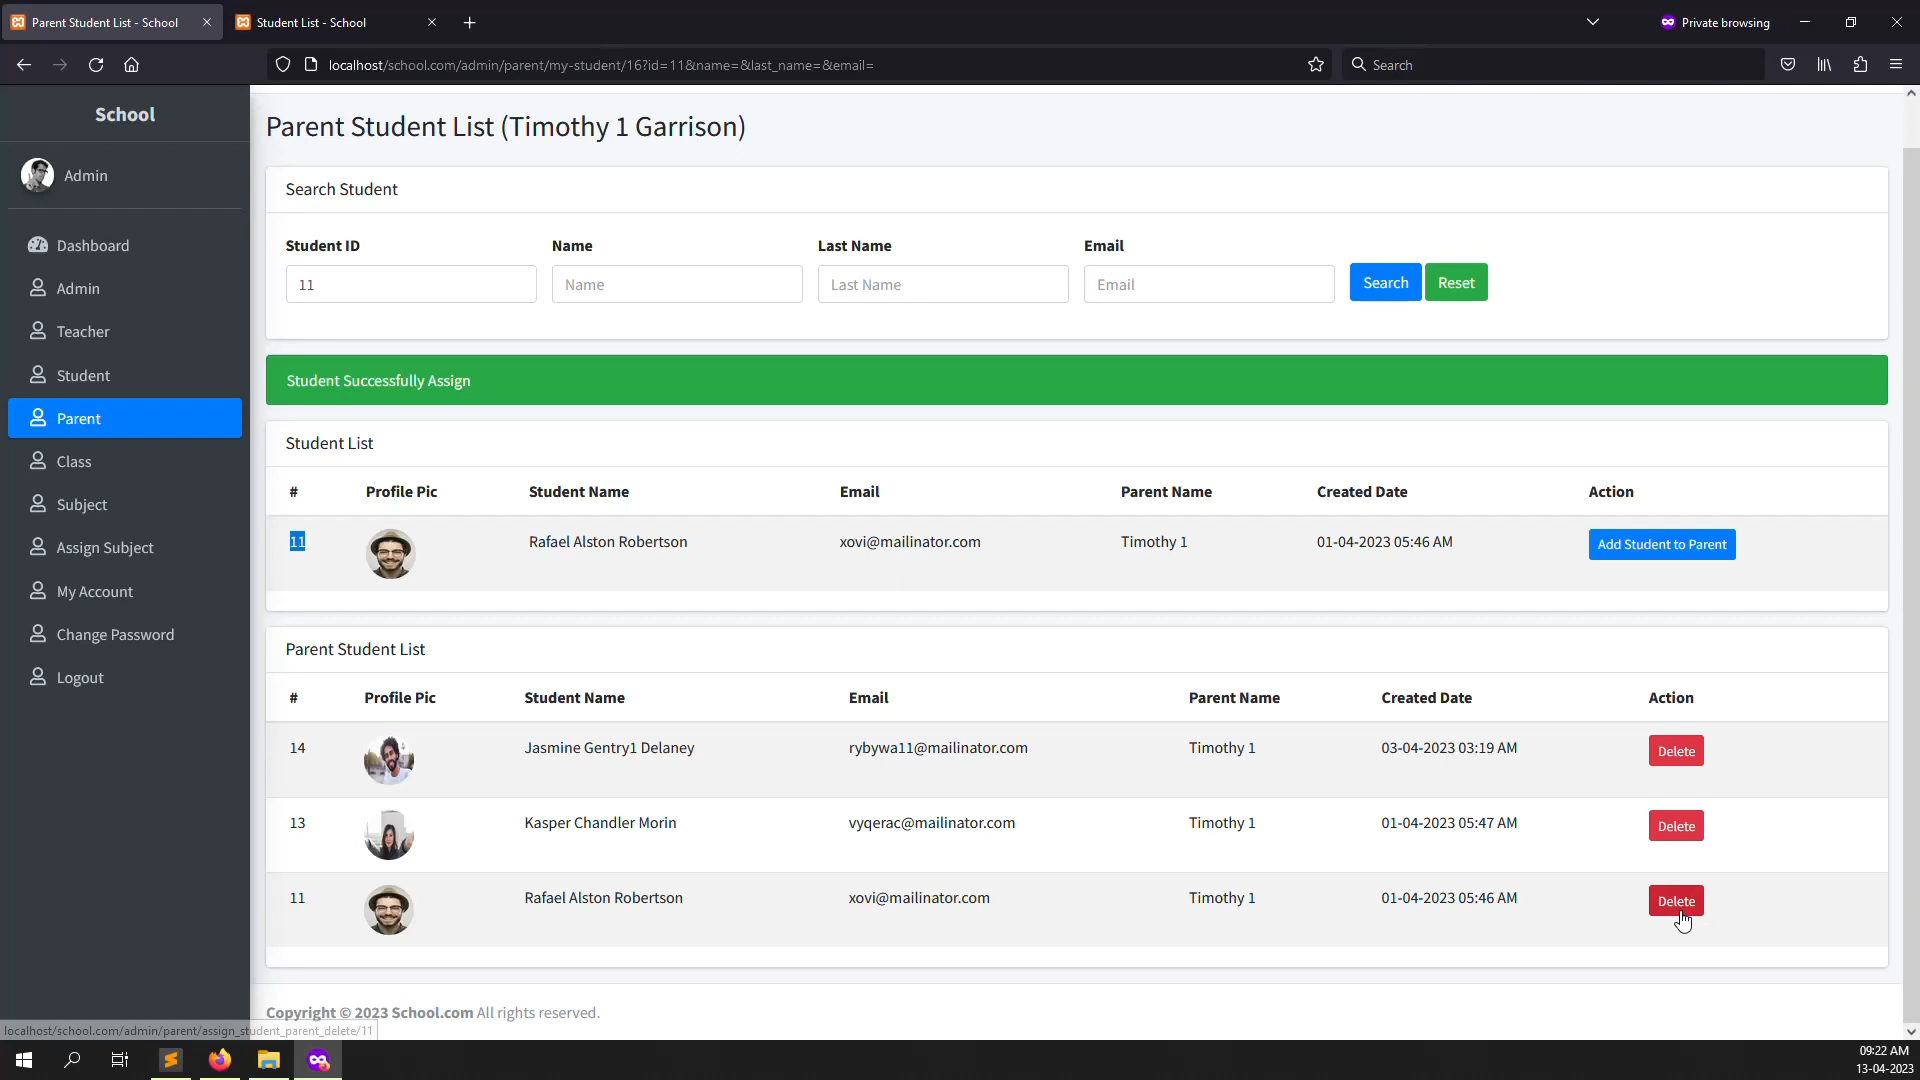 Parent Student List - School
Student List - School
Private browsing
localhost/school.com/admin/parent/my-student/16?id=11&name=&last_name=&email=
Search
School
Admin
Dashboard
Admin
Teacher
Student
Parent
Class
Subject
Assign Subject
My Account
Change Password
Logout
Parent Student List (Timothy 1 Garrison)
Search Student
Student ID Name Last Name Email
11 Name Last Name Email Search Reset
Student Successfully Assign
Student List
# Profile Pic Student Name Email Parent Name Created Date Action
11 Rafael Alston Robertson xovi@mailinator.com Timothy 1 01-04-2023 05:46 AM Add Student to Parent
Parent Student List
# Profile Pic Student Name Email Parent Name Created Date Action
14 Jasmine Gentry1 Delaney rybywa11@mailinator.com Timothy 1 03-04-2023 03:19 AM Delete
13 Kasper Chandler Morin vyqerac@mailinator.com Timothy 1 01-04-2023 05:47 AM Delete
11 Rafael Alston Robertson xovi@mailinator.com Timothy 1 01-04-2023 05:46 AM Delete
Copyright © 2023 School.com All rights reserved.
localhost/school.com/admin/parent/assign_student_parent_delete/11
09:22 AM
13-04-2023